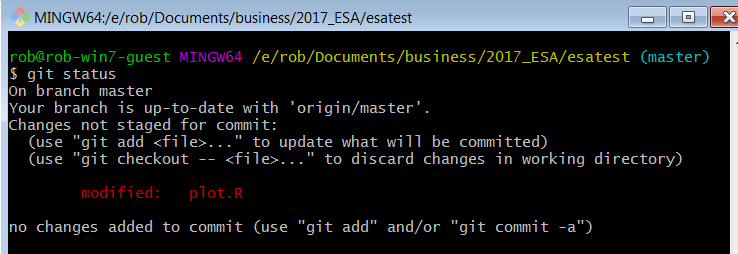 MINGW64:/e/rob/Documents/business/2017_ESA/esatest
rob@rob-win7-guest MINGW64 /e/rob/Documents/business/2017_ESA/esatest (master)
$ git status
On branch master
Your branch is up-to-date with 'origin/master'.
Changes not staged for commit:
  (use "git add <file>..." to update what will be committed)
  (use "git checkout -- <file>..." to discard changes in working directory)
        modified:   plot.R
no changes added to commit (use "git add" and/or "git commit -a")